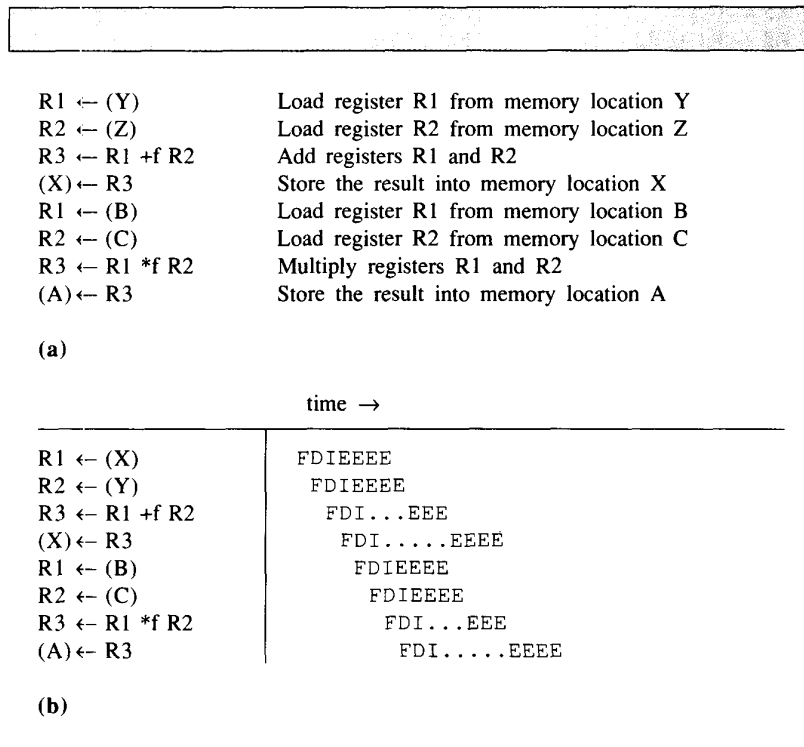 R1 ← (Y) Load register R1 from memory location Y
R2 ← (Z) Load register R2 from memory location Z
R3 ← R1 +f R2 Add registers R1 and R2
(X) ← R3 Store the result into memory location X
R1 ← (B) Load register R1 from memory location B
R2 ← (C) Load register R2 from memory location C
R3 ← R1 *f R2 Multiply registers R1 and R2
(A) ← R3 Store the result into memory location A
(a)
time →
R1 ← (X) FDIEEEE
R2 ← (Y) FDIEEEE
R3 ← R1 +f R2 FDI...EEE
(X) ← R3 FDI.....EEEE
R1 ← (B) FDIEEEE
R2 ← (C) FDIEEEE
R3 ← R1 *f R2 FDI...EEE
(A) ← R3 FDI.....EEEE
(b)